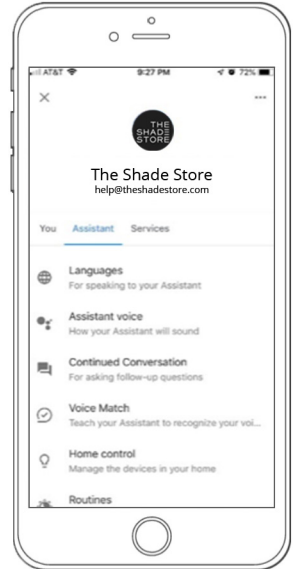 AT&T 9:27 PM 72%
THE
SHADE
STORE
The Shade Store
help@theshadestore.com
You Assistant Services
Languages
For speaking to your Assistant
Assistant voice
How your Assistant will sound
Continued Conversation
For asking follow-up questions
Voice Match
Teach your Assistant to recognize your voi...
Home control
Manage the devices in your home
Routines